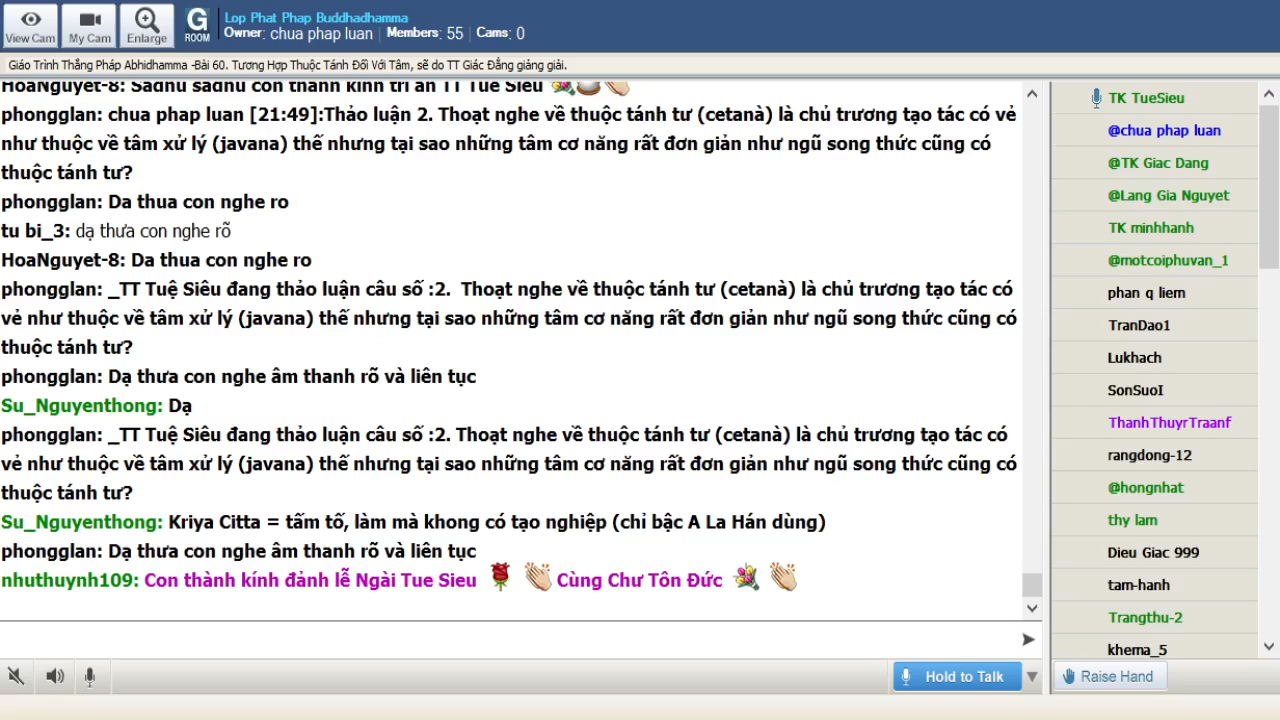 View Cam
My Cam
Enlarge
G
ROOM
Lop Phat Phap Buddhadhamma
Owner: chua phap luan | Members: 55 | Cams: 0
Giáo Trình Thắng Pháp Abhidhamma -Bài 60. Tương Hợp Thuộc Tánh Đối Với Tâm, sẽ do TT Giác Đẳng giảng giải.
HoaNguyet-8: Sadhu sadhu con thanh kinh tri an TT Tue Sieu
phongglan: chua phap luan [21:49]:Thảo luận 2. Thoạt nghe về thuộc tánh tư (cetanà) là chủ trương tạo tác có vẻ
như thuộc về tâm xử lý (javana) thế nhưng tại sao những tâm cơ năng rất đơn giản như ngũ song thức cũng có
thuộc tánh tư?
phongglan: Da thua con nghe ro
tu bi_3: dạ thưa con nghe rõ
HoaNguyet-8: Da thua con nghe ro
phongglan: _TT Tuệ Siêu đang thảo luận câu số :2.  Thoạt nghe về thuộc tánh tư (cetanà) là chủ trương tạo tác có
vẻ như thuộc về tâm xử lý (javana) thế nhưng tại sao những tâm cơ năng rất đơn giản như ngũ song thức cũng có
thuộc tánh tư?
phongglan: Dạ thưa con nghe âm thanh rõ và liên tục
Su_Nguyenthong: Dạ
phongglan: _TT Tuệ Siêu đang thảo luận câu số :2. Thoạt nghe về thuộc tánh tư (cetanà) là chủ trương tạo tác có
vẻ như thuộc về tâm xử lý (javana) thế nhưng tại sao những tâm cơ năng rất đơn giản như ngũ song thức cũng có
thuộc tánh tư?
Su_Nguyenthong: Kriya Citta = tấm tố, làm mà khong có tạo nghiệp (chỉ bậc A La Hán dùng)
phongglan: Dạ thưa con nghe âm thanh rõ và liên tục
nhuthuynh109: Con thành kính đảnh lễ Ngài Tue Sieu Cùng Chư Tôn Đức
Hold to Talk
TK TueSieu
@chua phap luan
@TK Giac Dang
@Lang Gia Nguyet
TK minhhanh
@motcoiphuvan_1
phan q liem
TranDao1
Lukhach
SonSuoI
ThanhThuyrTraanf
rangdong-12
@hongnhat
thy lam
Dieu Giac 999
tam-hanh
Trangthu-2
khema_5
Raise Hand